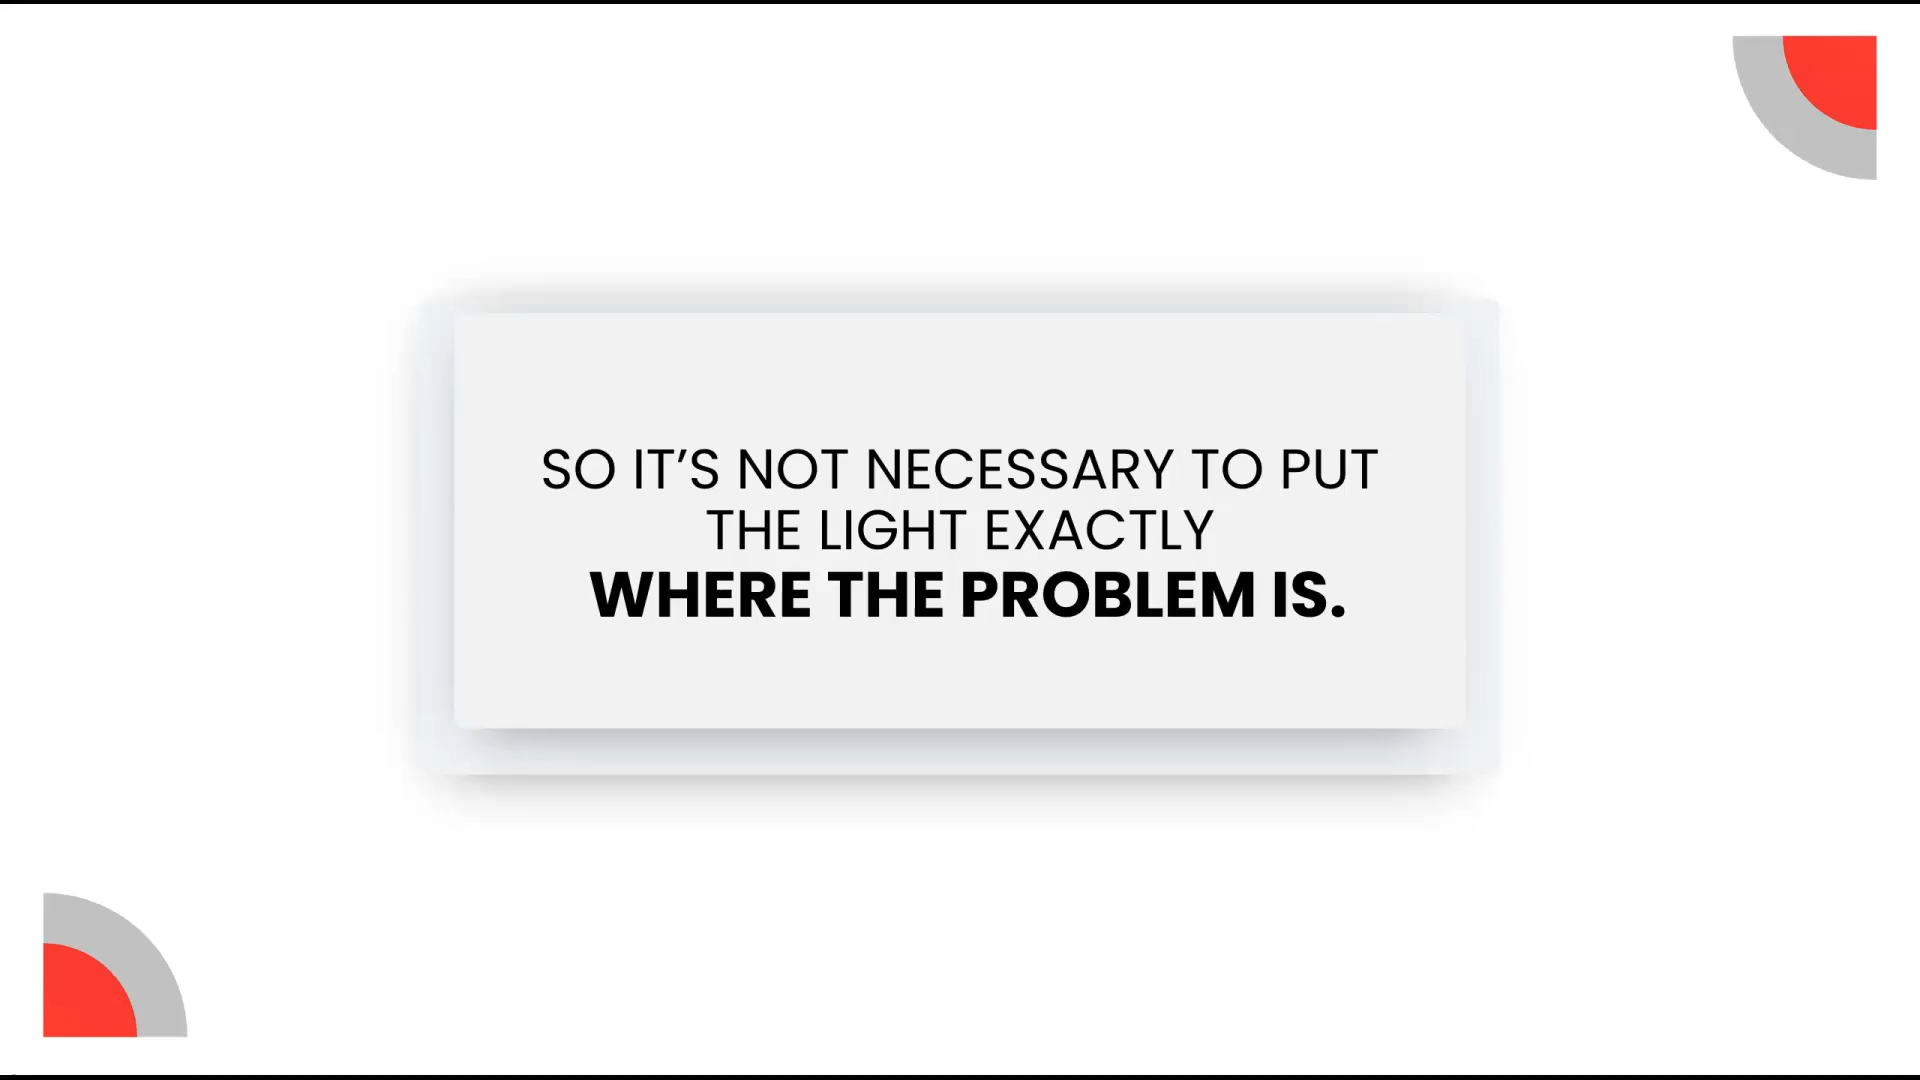 SO IT’S NOT NECESSARY TO PUT
THE LIGHT EXACTLY
WHERE THE PROBLEM IS.